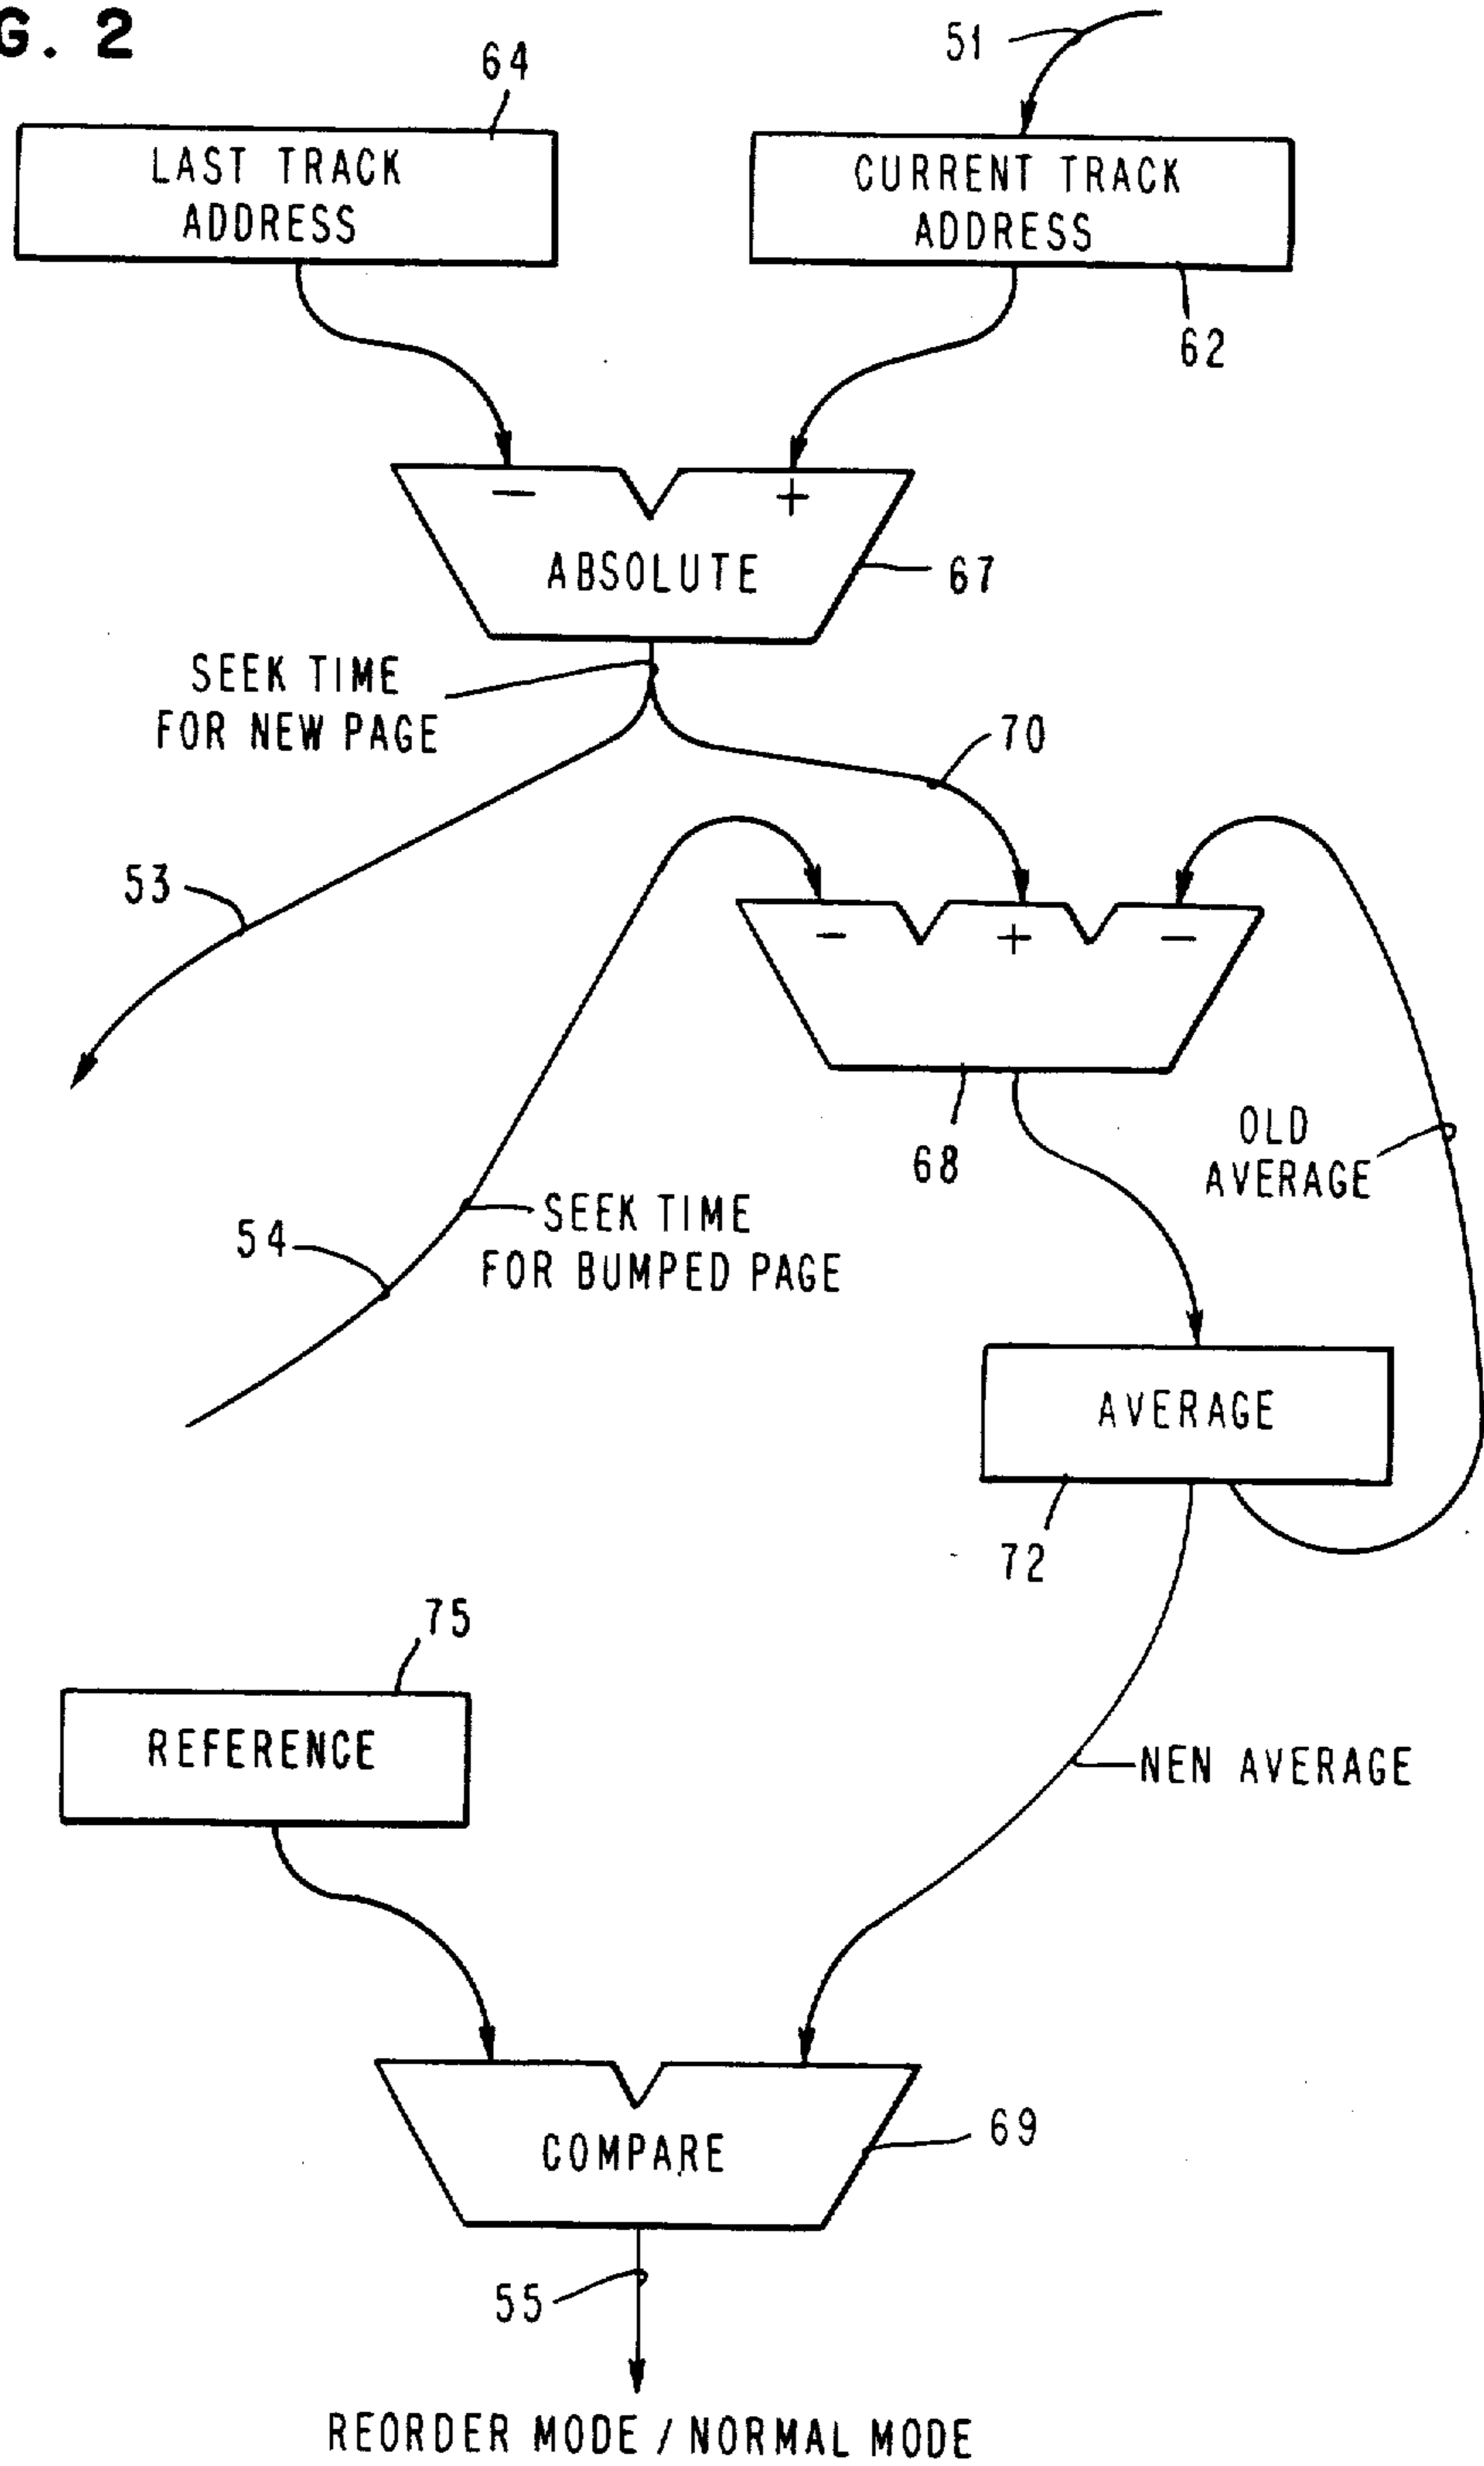 G. 2
64
51
LAST TRACK
ADDRESS
CURRENT TRACK
ADDRESS
62
− +
ABSOLUTE
67
SEEK TIME
FOR NEW PAGE
70
53
− + −
68
OLD
AVERAGE
54
SEEK TIME
FOR BUMPED PAGE
AVERAGE
72
75
REFERENCE
NEN AVERAGE
COMPARE
69
55
REORDER MODE / NORMAL MODE